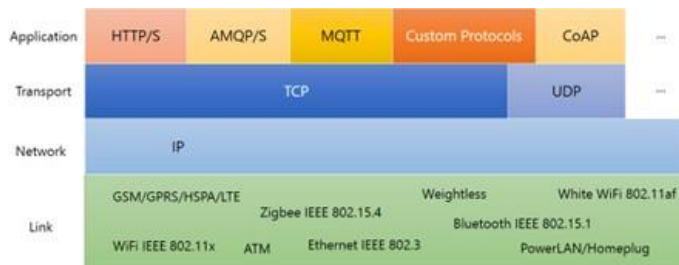 Application HTTP/S AMQP/S MQTT Custom Protocols CoAP ...
Transport TCP UDP ...
Network IP
GSM/GPRS/HSPA/LTE Weightless White WiFi 802.11af
Zigbee IEEE 802.15.4
Link Bluetooth IEEE 802.15.1
WiFi IEEE 802.11x ATM Ethernet IEEE 802.3 PowerLAN/Homeplug